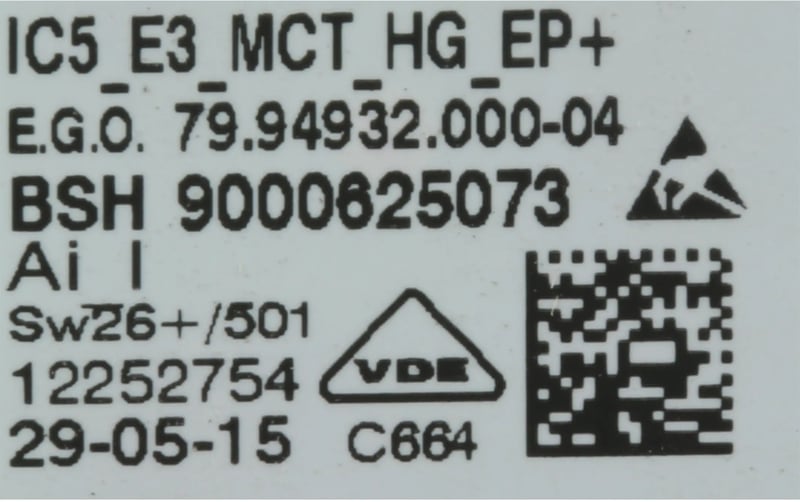 IC5_E3_MCT_HG_EP+
E.G.O. 79.94932.000-04
BSH 9000625073
Ai I
Sw26+/501
12252754
29-05-15
VDE
C664